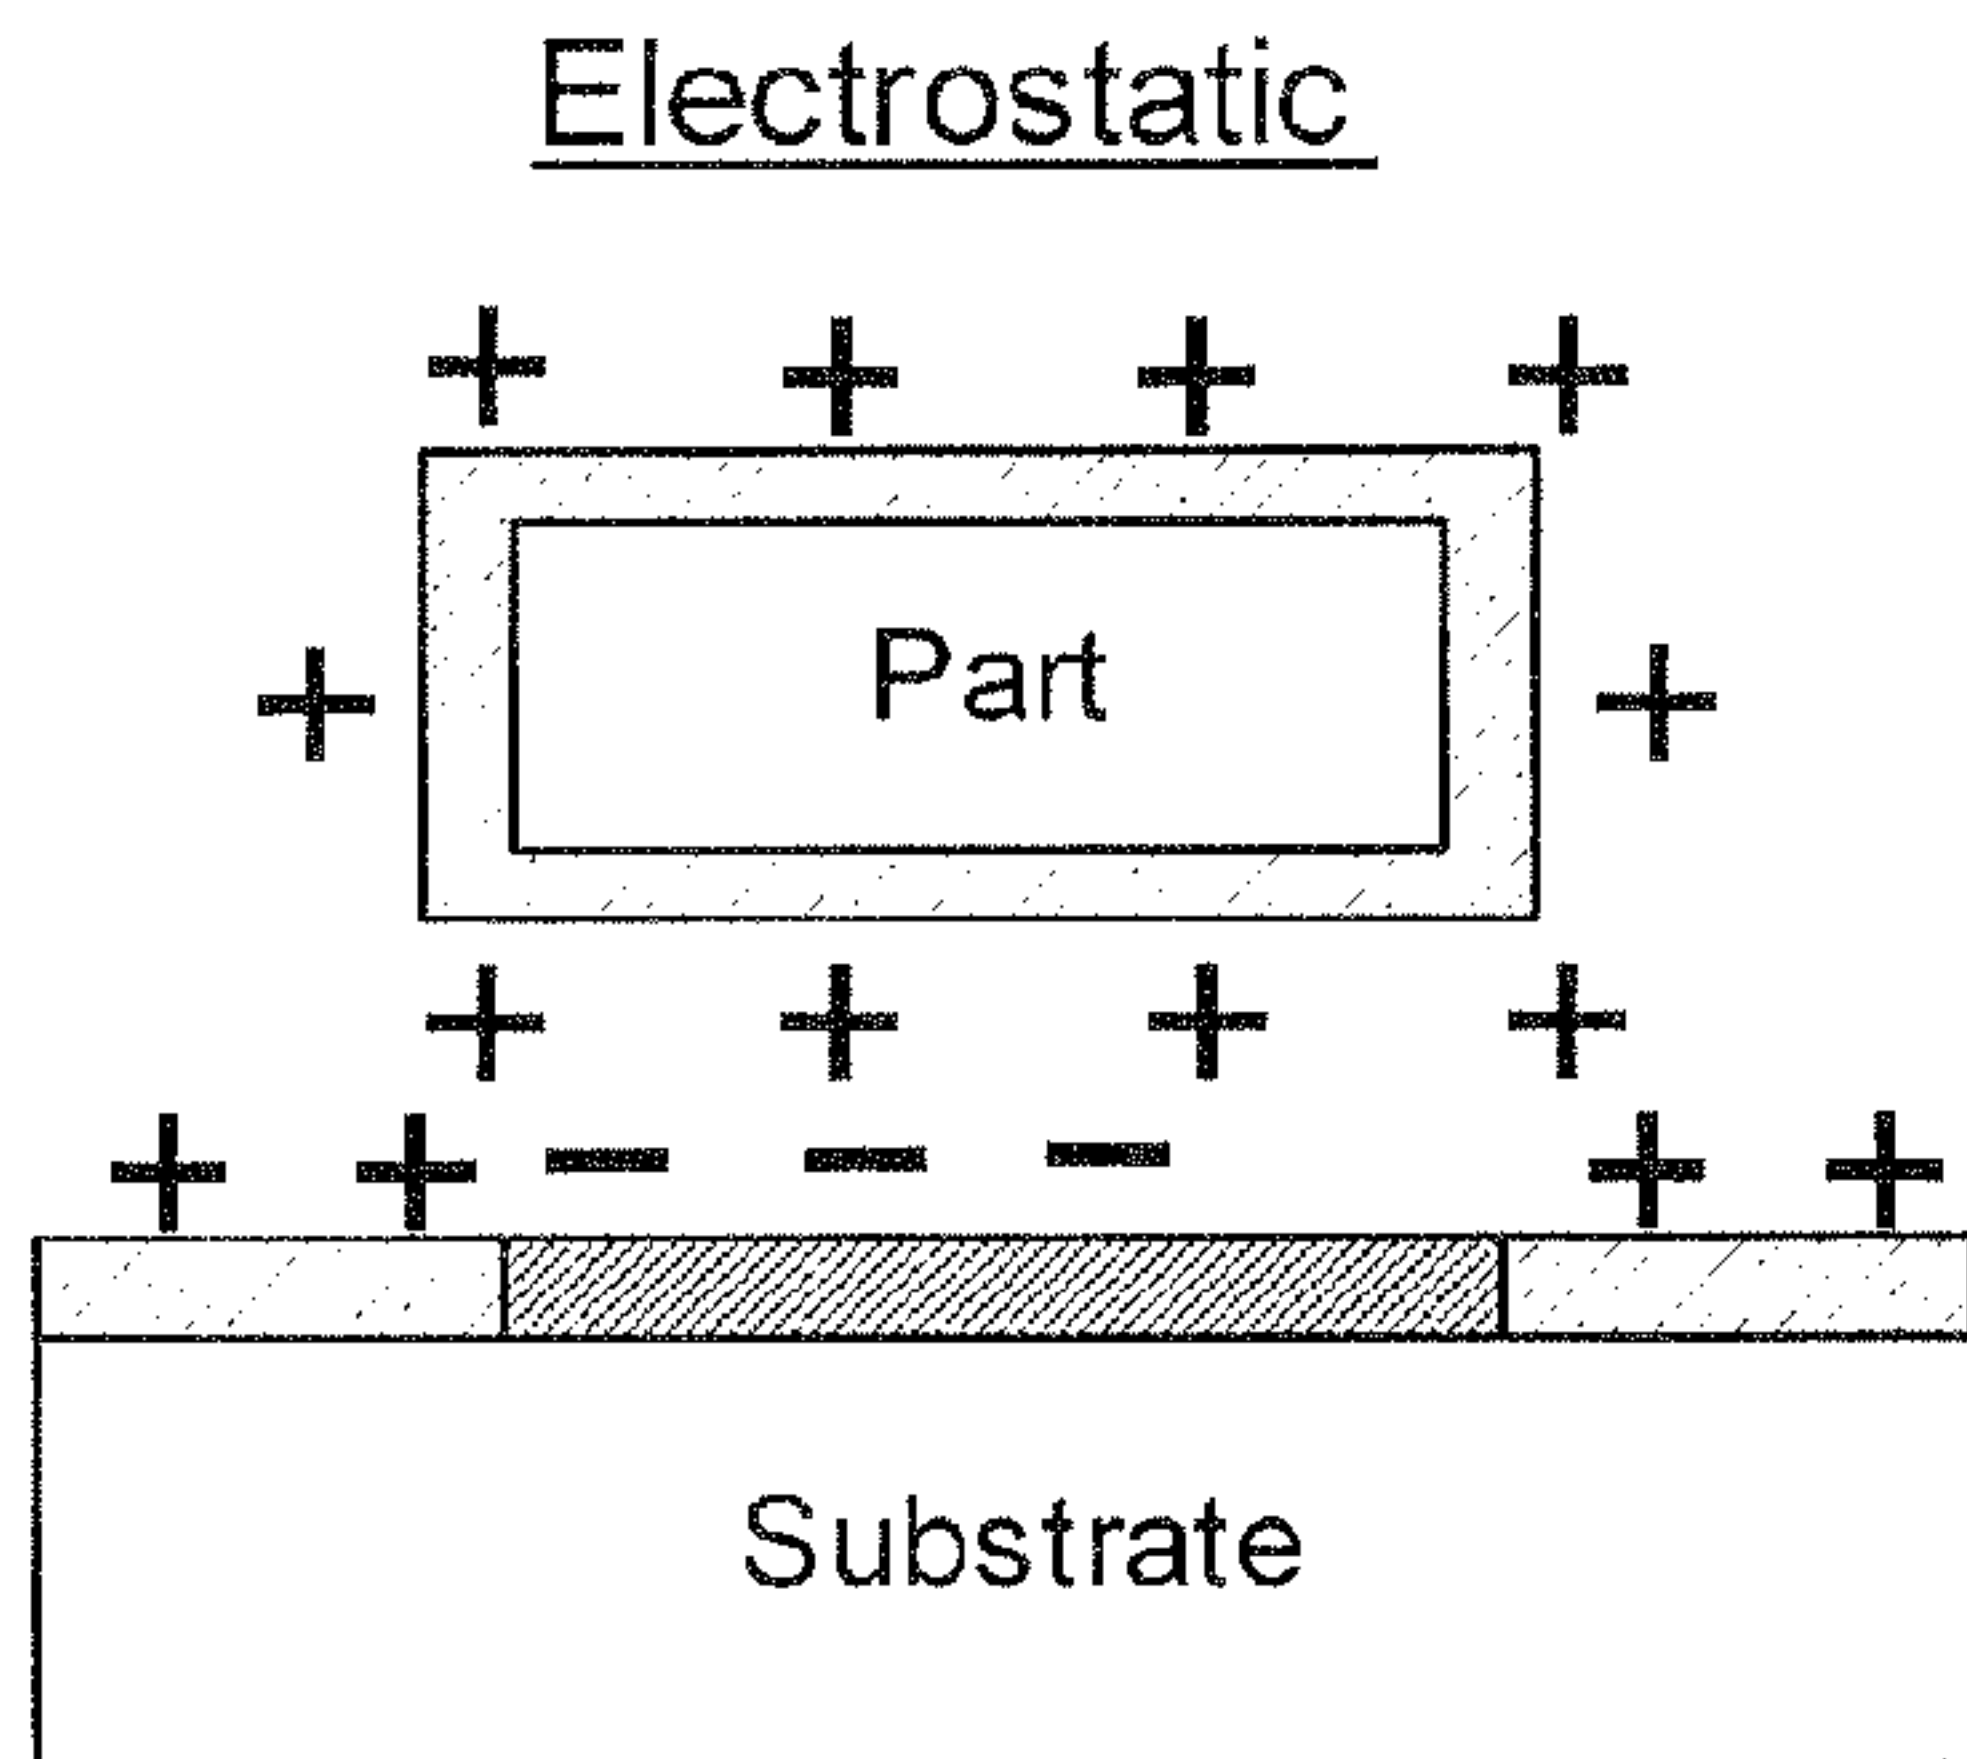 Electrostatic
+ + + +
Part
+ +
+ + + +
+ + − − − + +
Substrate